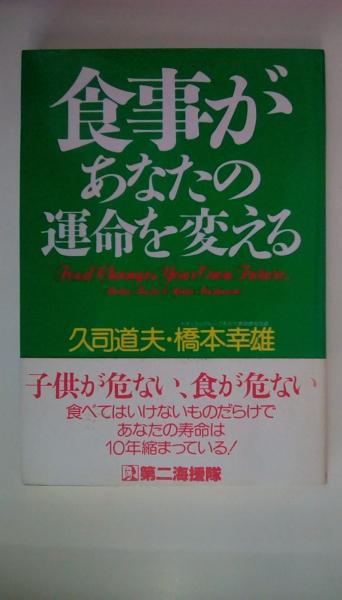 食事が
あなたの
運命を変える
Food Changes Your Own Future.
久司道夫・橋本幸雄
子供が危ない、食が危ない
食べてはいけないものだらけで
あなたの寿命は
10年縮まっている!
第二海援隊